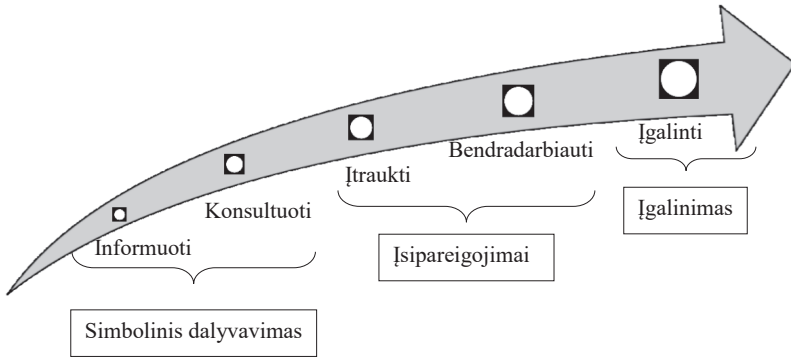 Informuoti
Konsultuoti
Įtraukti
Bendradarbiauti
Įgalinti
Simbolinis dalyvavimas
Įsipareigojimai
Įgalinimas